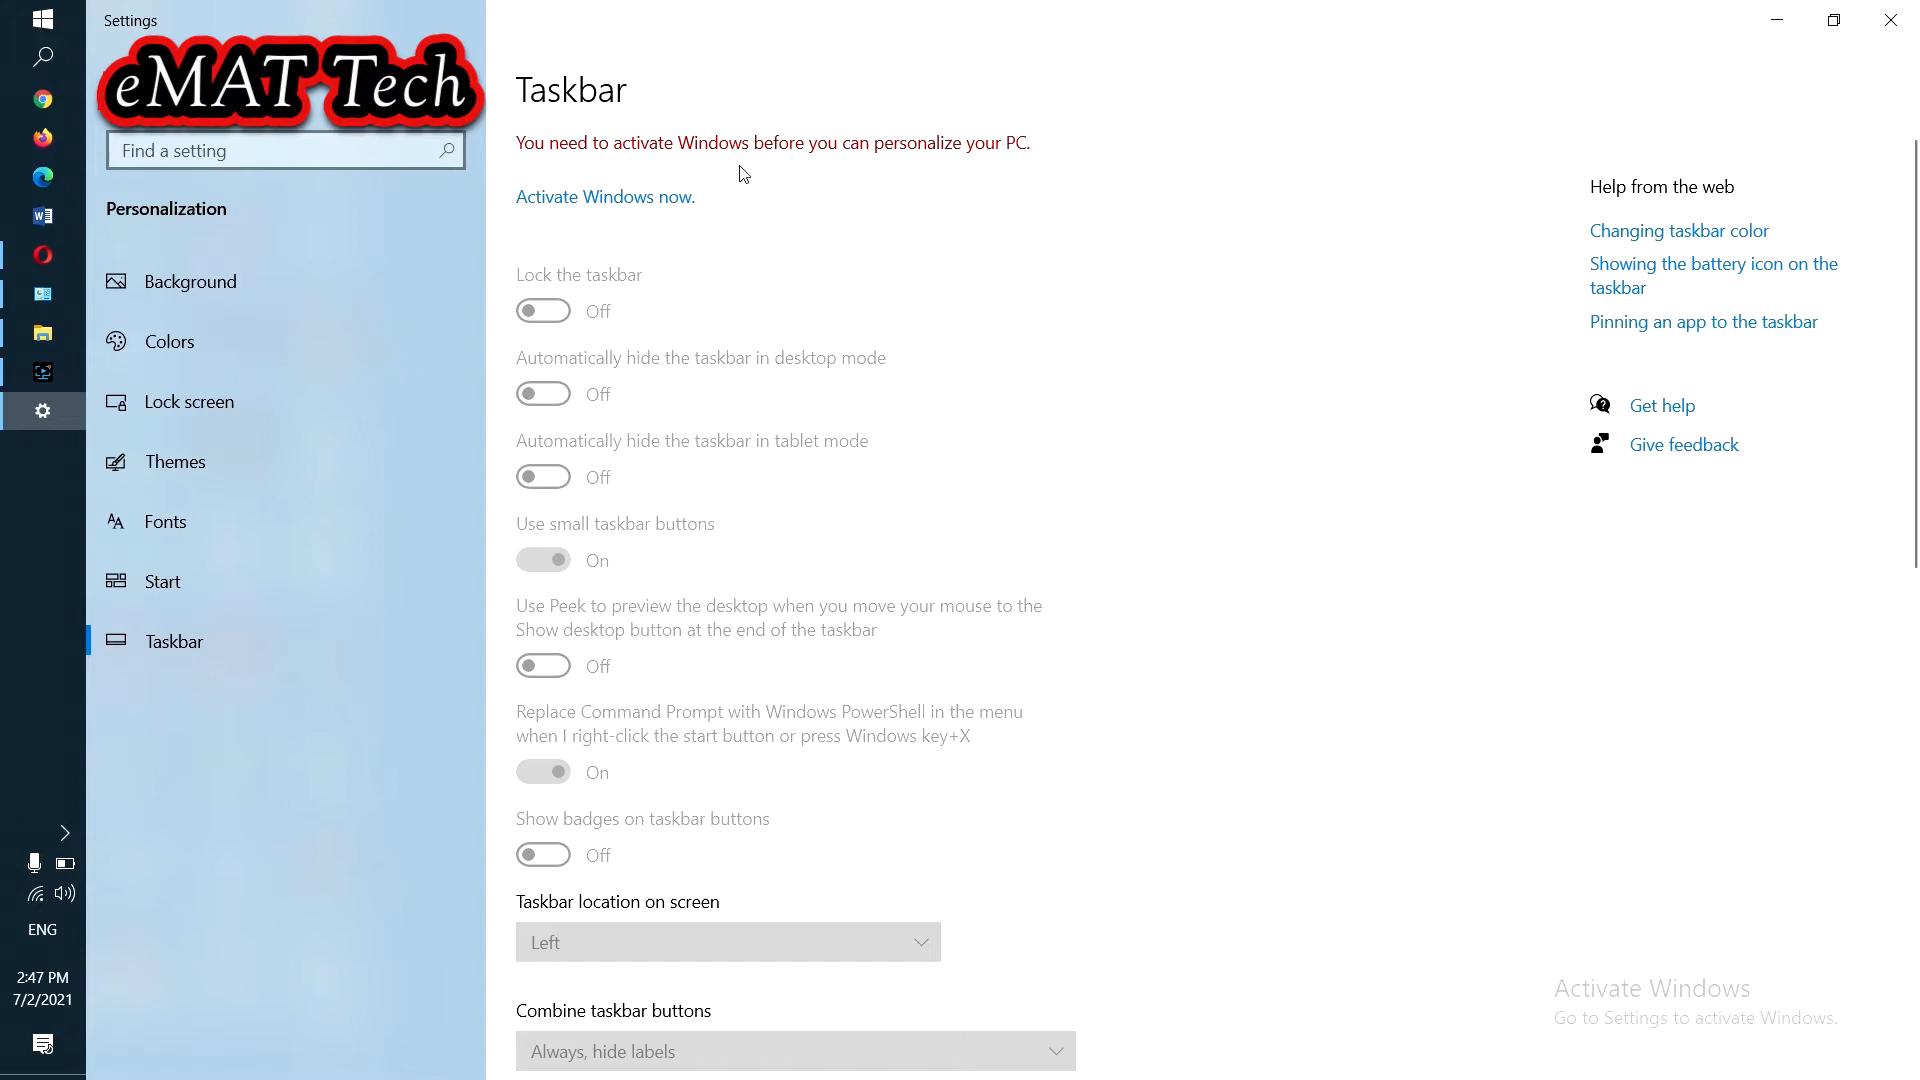 Settings
eMAT Tech
Find a setting
Personalization
Background
Colors
Lock screen
Themes
Fonts
Start
Taskbar
Taskbar
You need to activate Windows before you can personalize your PC.
Activate Windows now.
Lock the taskbar
Off
Automatically hide the taskbar in desktop mode
Off
Automatically hide the taskbar in tablet mode
Off
Use small taskbar buttons
On
Use Peek to preview the desktop when you move your mouse to the
Show desktop button at the end of the taskbar
Off
Replace Command Prompt with Windows PowerShell in the menu
when I right-click the start button or press Windows key+X
On
Show badges on taskbar buttons
Off
Taskbar location on screen
Left
Combine taskbar buttons
Always, hide labels
Help from the web
Changing taskbar color
Showing the battery icon on the
taskbar
Pinning an app to the taskbar
Get help
Give feedback
Activate Windows
Go to Settings to activate Windows.
ENG
2:47 PM
7/2/2021